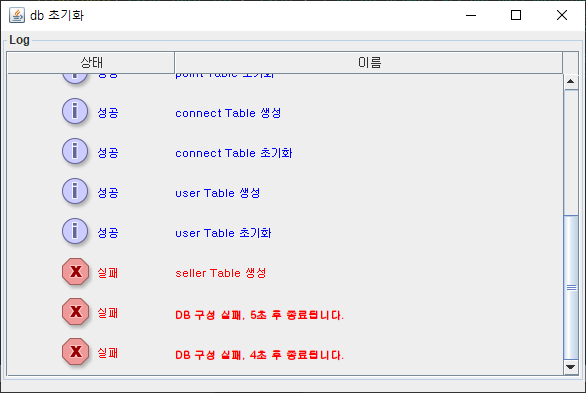 db 초기화
Log
상태 이름
성공 point Table 초기화
성공 connect Table 생성
성공 connect Table 초기화
성공 user Table 생성
성공 user Table 초기화
실패 seller Table 생성
실패 DB 구성 실패, 5초 후 종료됩니다.
실패 DB 구성 실패, 4초 후 종료됩니다.